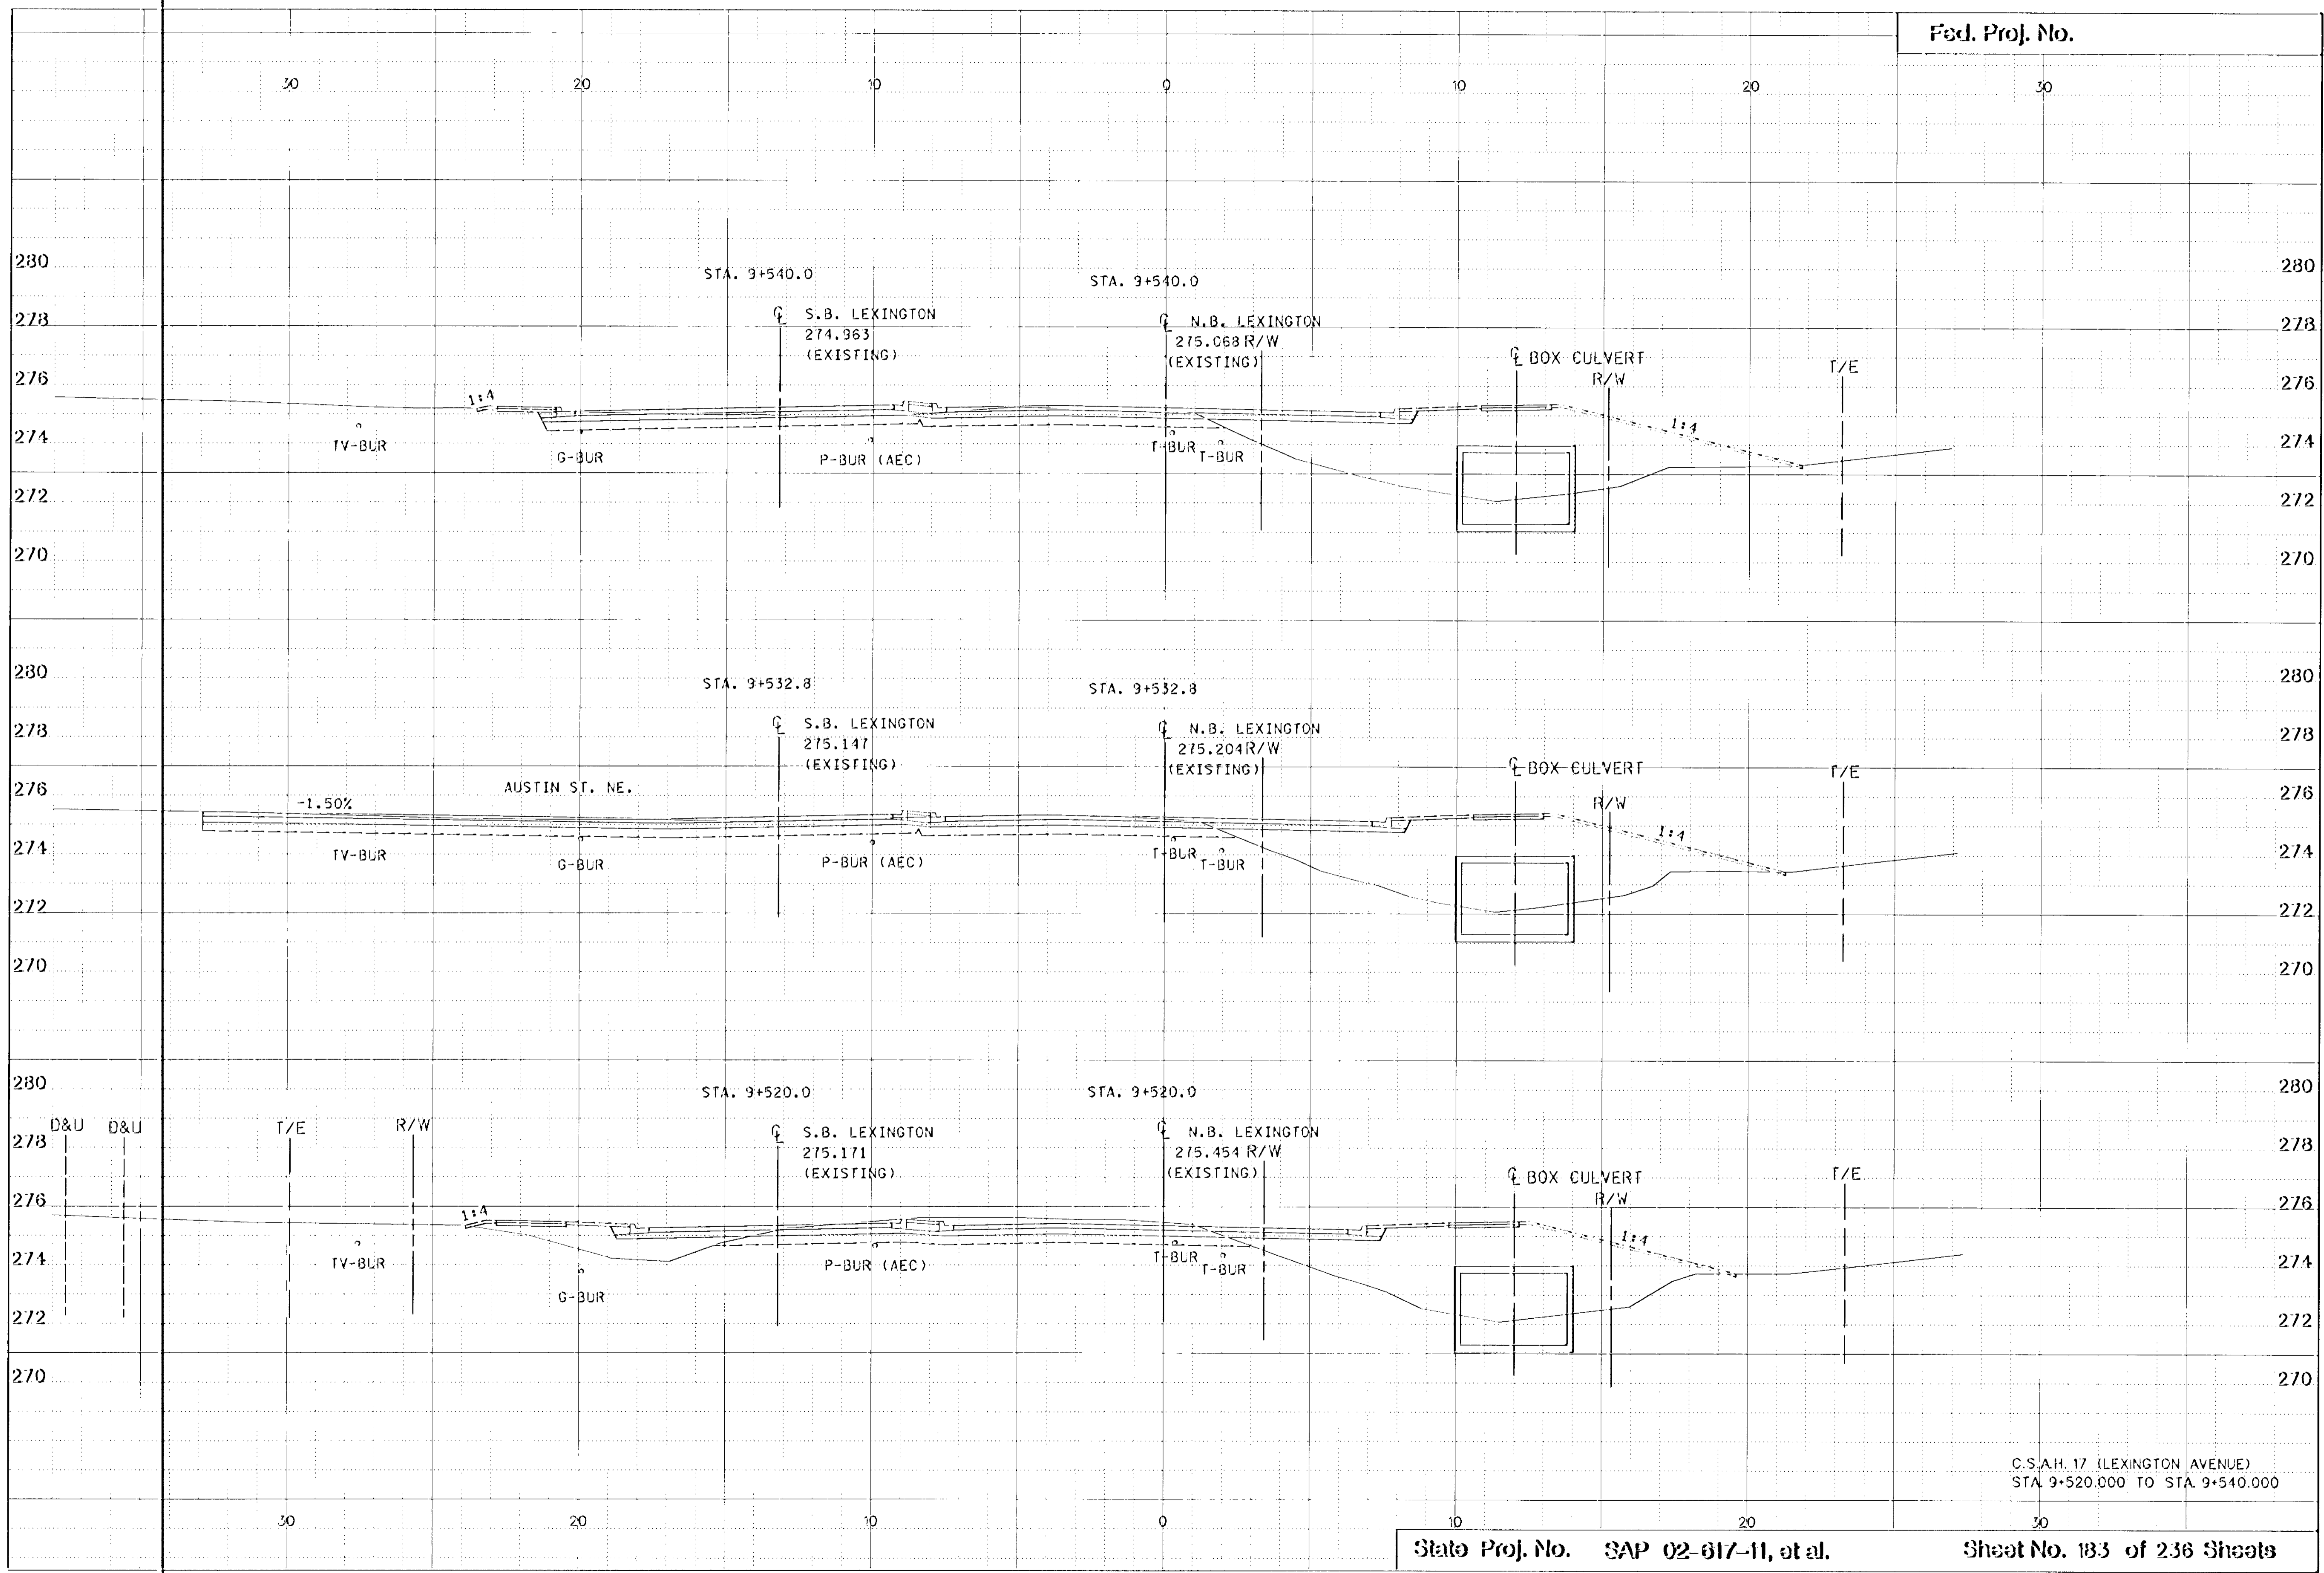 Fed. Proj. No.
30 20 10 0 10 20 30
280 280
STA. 9+540.0 STA. 9+540.0
278 278
℄ S.B. LEXINGTON
274.963
(EXISTING)
℄ N.B. LEXINGTON
275.068 R/W
(EXISTING)
℄ BOX CULVERT
R/W
T/E
276 276
1:4
1:4
274 274
TV-BUR
G-BUR
P-BUR (AEC)
T-BUR
T-BUR
272 272
270 270
280 280
STA. 9+532.8 STA. 9+532.8
278 278
℄ S.B. LEXINGTON
275.147
(EXISTING)
℄ N.B. LEXINGTON
275.204 R/W
(EXISTING)
℄ BOX CULVERT
R/W
T/E
276 276
AUSTIN ST. NE.
-1.50%
1:4
274 274
TV-BUR
G-BUR
P-BUR (AEC)
T-BUR
T-BUR
272 272
270 270
280 280
STA. 9+520.0 STA. 9+520.0
D&U D&U T/E R/W
278 278
℄ S.B. LEXINGTON
275.171
(EXISTING)
℄ N.B. LEXINGTON
275.454 R/W
(EXISTING)
℄ BOX CULVERT
R/W
T/E
276 276
1:4
1:4
274 274
TV-BUR
G-BUR
P-BUR (AEC)
T-BUR
T-BUR
272 272
270 270
C.S.A.H. 17 (LEXINGTON AVENUE)
STA. 9+520.000 TO STA. 9+540.000
30 20 10 0 10 20 30
State Proj. No. SAP 02-617-11, et al. Sheet No. 183 of 236 Sheets